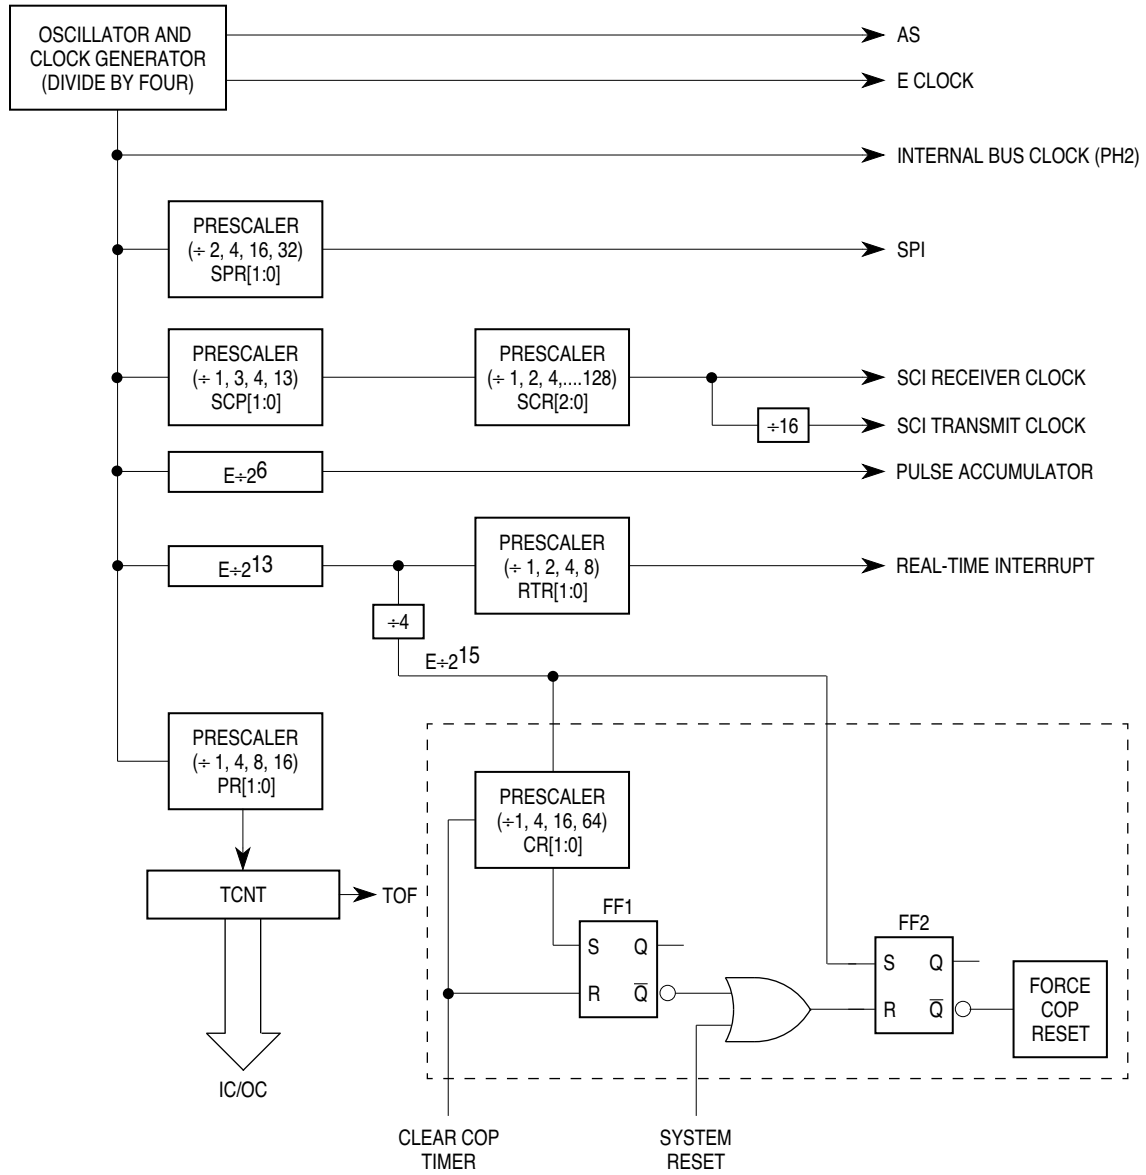 OSCILLATOR AND
CLOCK GENERATOR
(DIVIDE BY FOUR)
AS
E CLOCK
INTERNAL BUS CLOCK (PH2)
PRESCALER
(÷ 2, 4, 16, 32)
SPR[1:0]
SPI
PRESCALER
(÷ 1, 3, 4, 13)
SCP[1:0]
PRESCALER
(÷ 1, 2, 4,....128)
SCR[2:0]
SCI RECEIVER CLOCK
÷16
SCI TRANSMIT CLOCK
E÷2⁶
PULSE ACCUMULATOR
E÷2¹³
PRESCALER
(÷ 1, 2, 4, 8)
RTR[1:0]
REAL-TIME INTERRUPT
÷4
E÷2¹⁵
PRESCALER
(÷ 1, 4, 8, 16)
PR[1:0]
PRESCALER
(÷1, 4, 16, 64)
CR[1:0]
TCNT
TOF
FF1
S Q
R Q̅
FF2
S Q
R Q̅
FORCE
COP
RESET
IC/OC
CLEAR COP
TIMER
SYSTEM
RESET